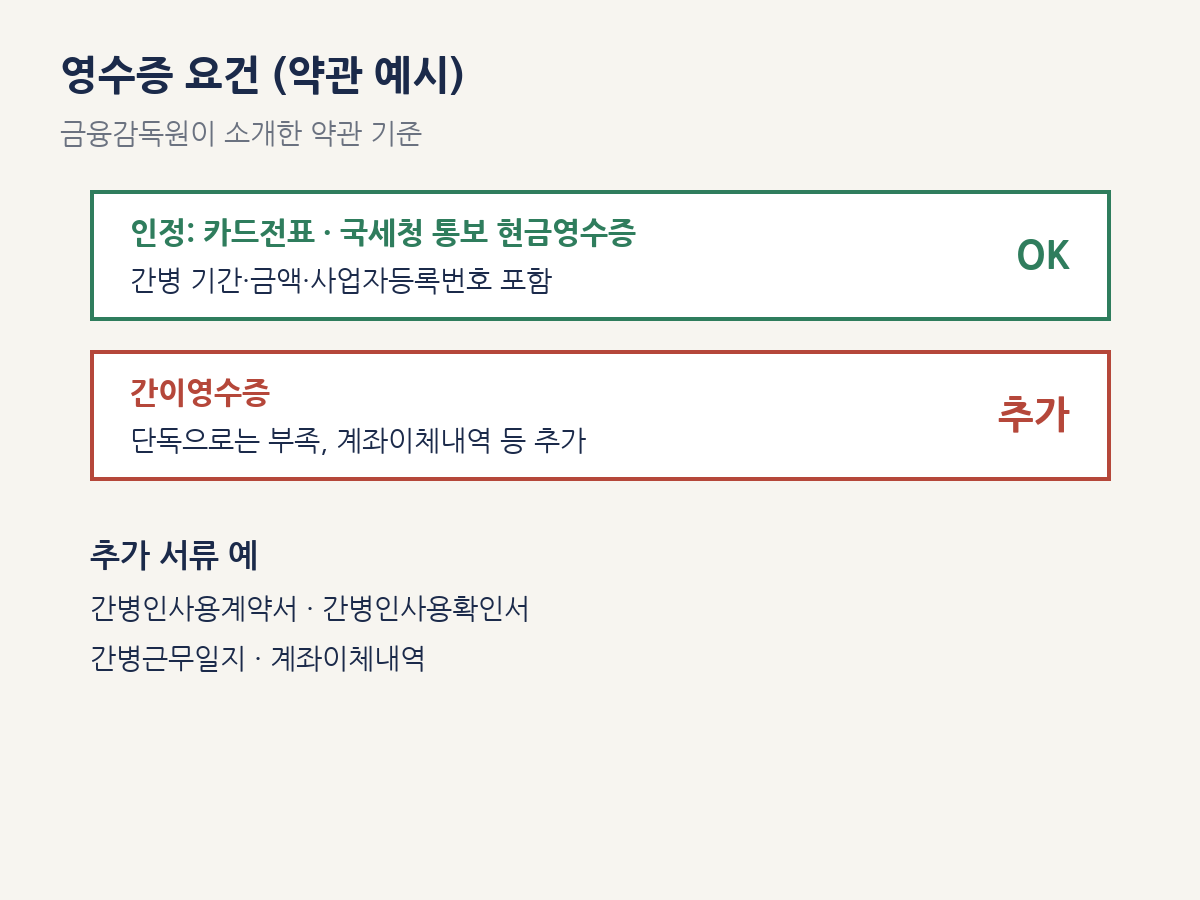 영수증 요건 (약관 예시)
금융감독원이 소개한 약관 기준
인정: 카드전표 · 국세청 통보 현금영수증
간병 기간·금액·사업자등록번호 포함
OK
간이영수증
단독으로는 부족, 계좌이체내역 등 추가
추가
추가 서류 예
간병인사용계약서 · 간병인사용확인서
간병근무일지 · 계좌이체내역